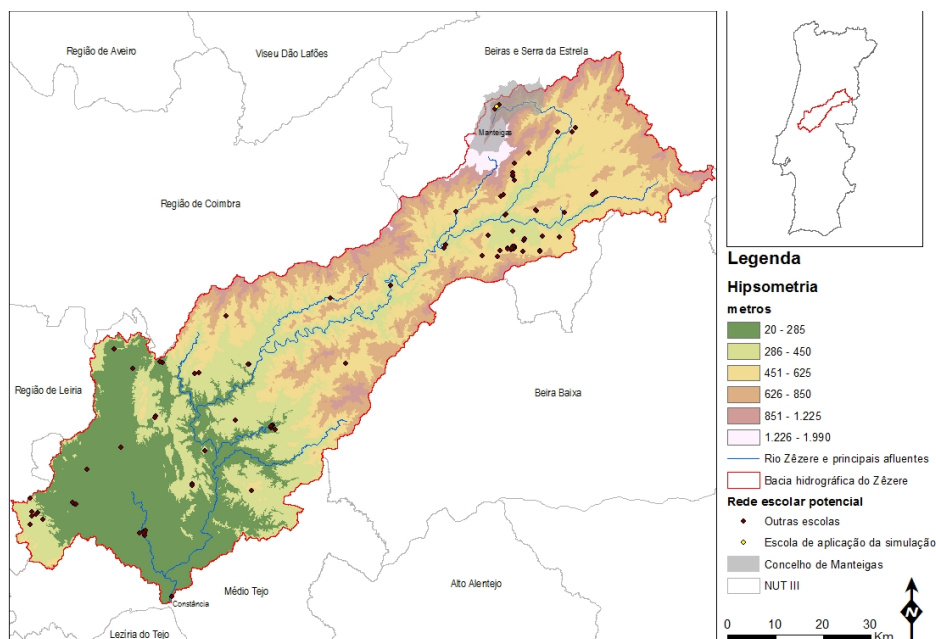 Região de Aveiro
Viseu Dão Lafões
Beiras e Serra da Estrela
Manteigas
Região de Coimbra
Região de Leiria
Beira Baixa
Médio Tejo
Constância
Alto Alentejo
Lezíria do Tejo
Legenda
Hipsometria
metros
20 - 285
286 - 450
451 - 625
626 - 850
851 - 1.225
1.226 - 1.990
Rio Zêzere e principais afluentes
Bacia hidrográfica do Zêzere
Rede escolar potencial
Outras escolas
Escola de aplicação da simulação
Concelho de Manteigas
NUT III
N
0 10 20 30
Km